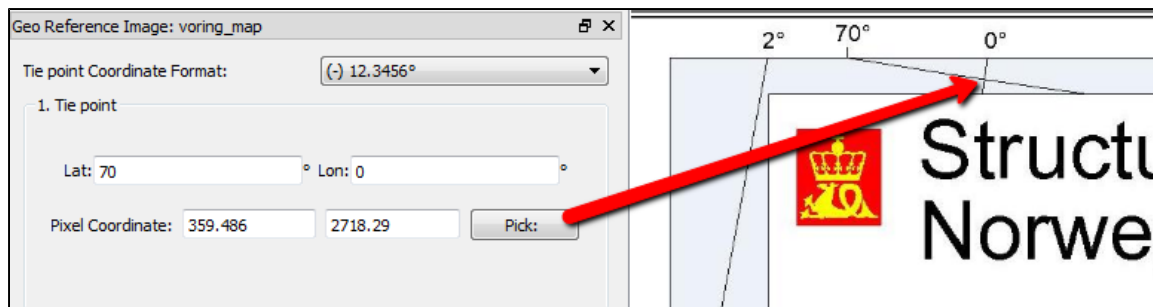 Geo Reference Image: voring_map
Tie point Coordinate Format: (-) 12.3456°
1. Tie point
Lat: 70 ° Lon: 0 °
Pixel Coordinate: 359.486 2718.29 Pick:
2° 70° 0°
Structu
Norwe